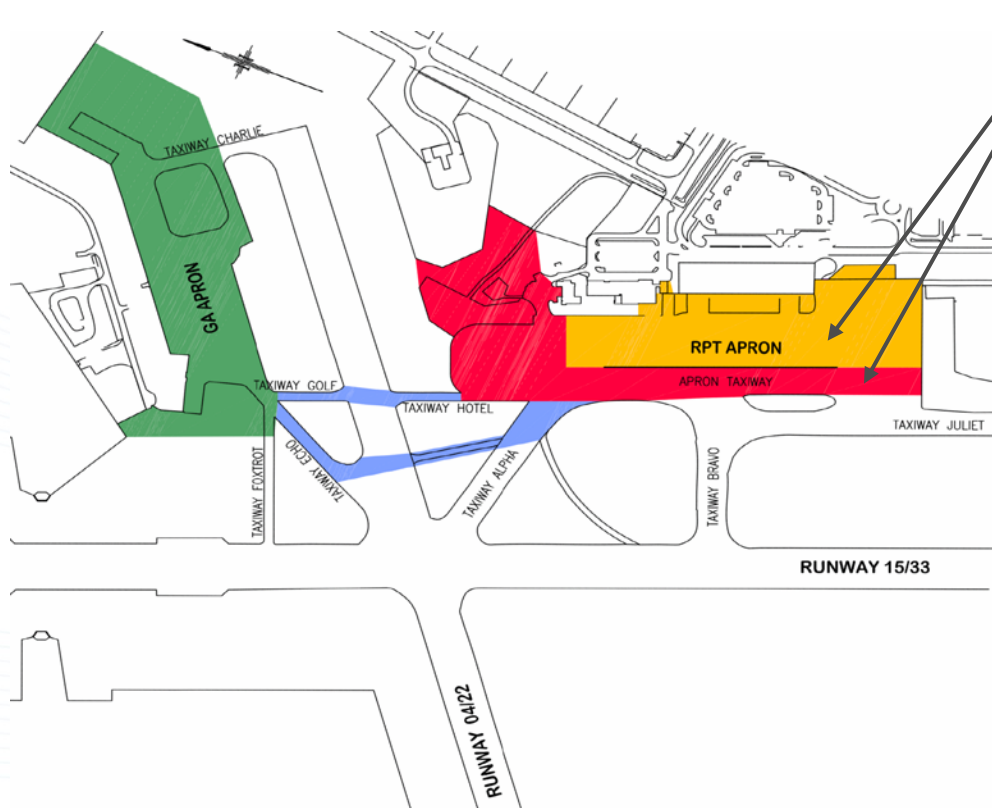 TAXIWAY CHARLIE
GA APRON
RPT APRON
APRON TAXIWAY
TAXIWAY GOLF
TAXIWAY HOTEL
TAXIWAY JULIET
TAXIWAY FOXTROT
TAXIWAY ECHO
TAXIWAY ALPHA
TAXIWAY BRAVO
RUNWAY 15/33
RUNWAY 04/22